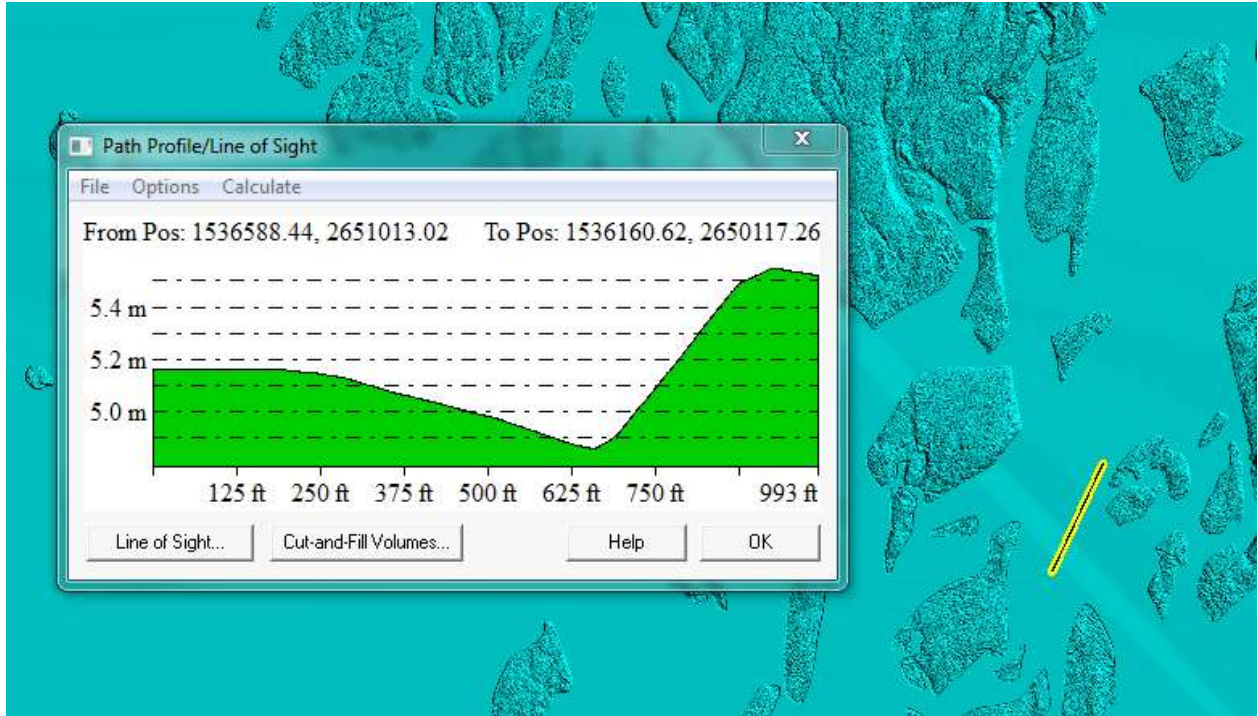 Path Profile/Line of Sight
X
File Options Calculate
From Pos: 1536588.44, 2651013.02 To Pos: 1536160.62, 2650117.26
5.4 m
5.2 m
5.0 m
125 ft 250 ft 375 ft 500 ft 625 ft 750 ft 993 ft
Line of Sight... Cut-and-Fill Volumes... Help OK